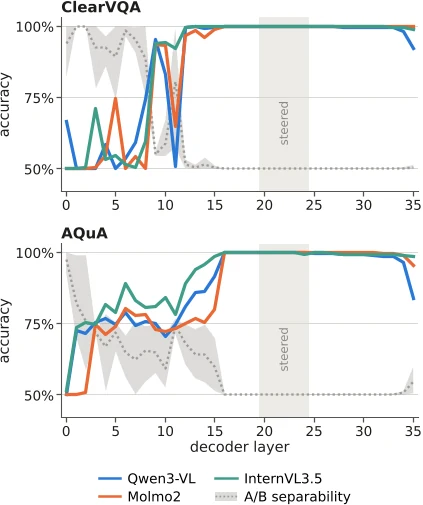 ClearVQA
100%
75%
50%
accuracy
steered
0 5 10 15 20 25 30 35
AQuA
100%
75%
50%
accuracy
steered
0 5 10 15 20 25 30 35
decoder layer
Qwen3-VL InternVL3.5
Molmo2 A/B separability